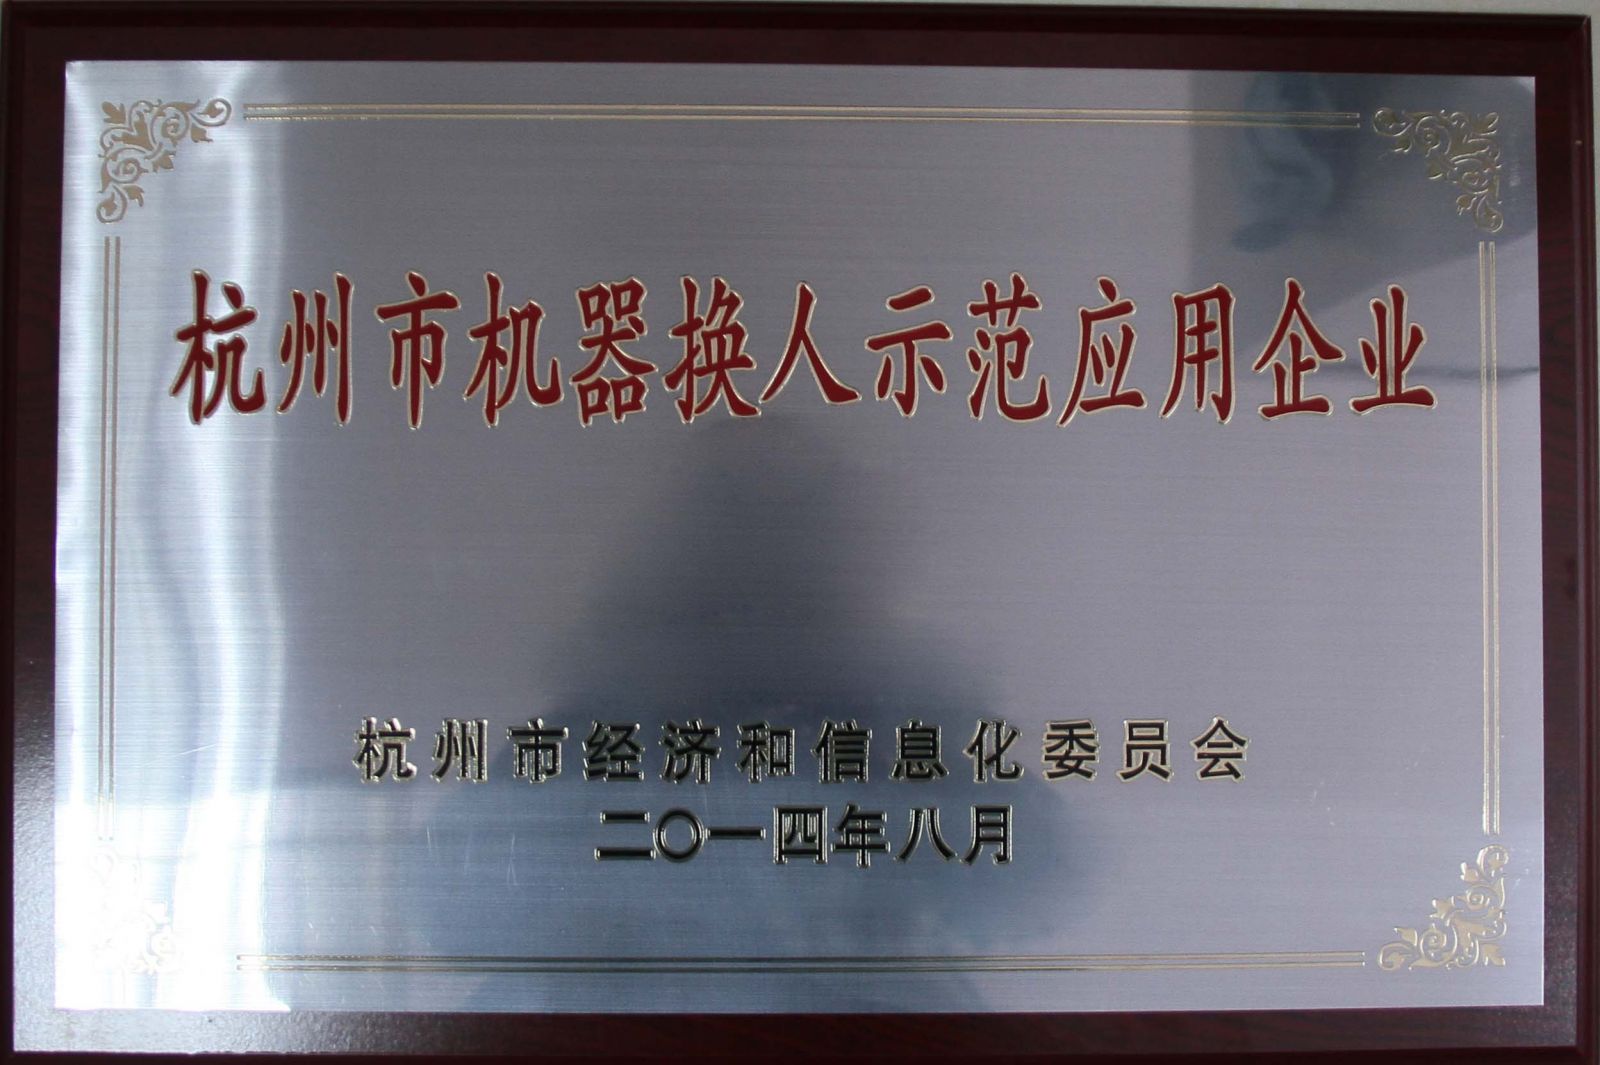 杭州市机器换人示范应用企业
杭州市经济和信息化委员会
二〇一四年八月